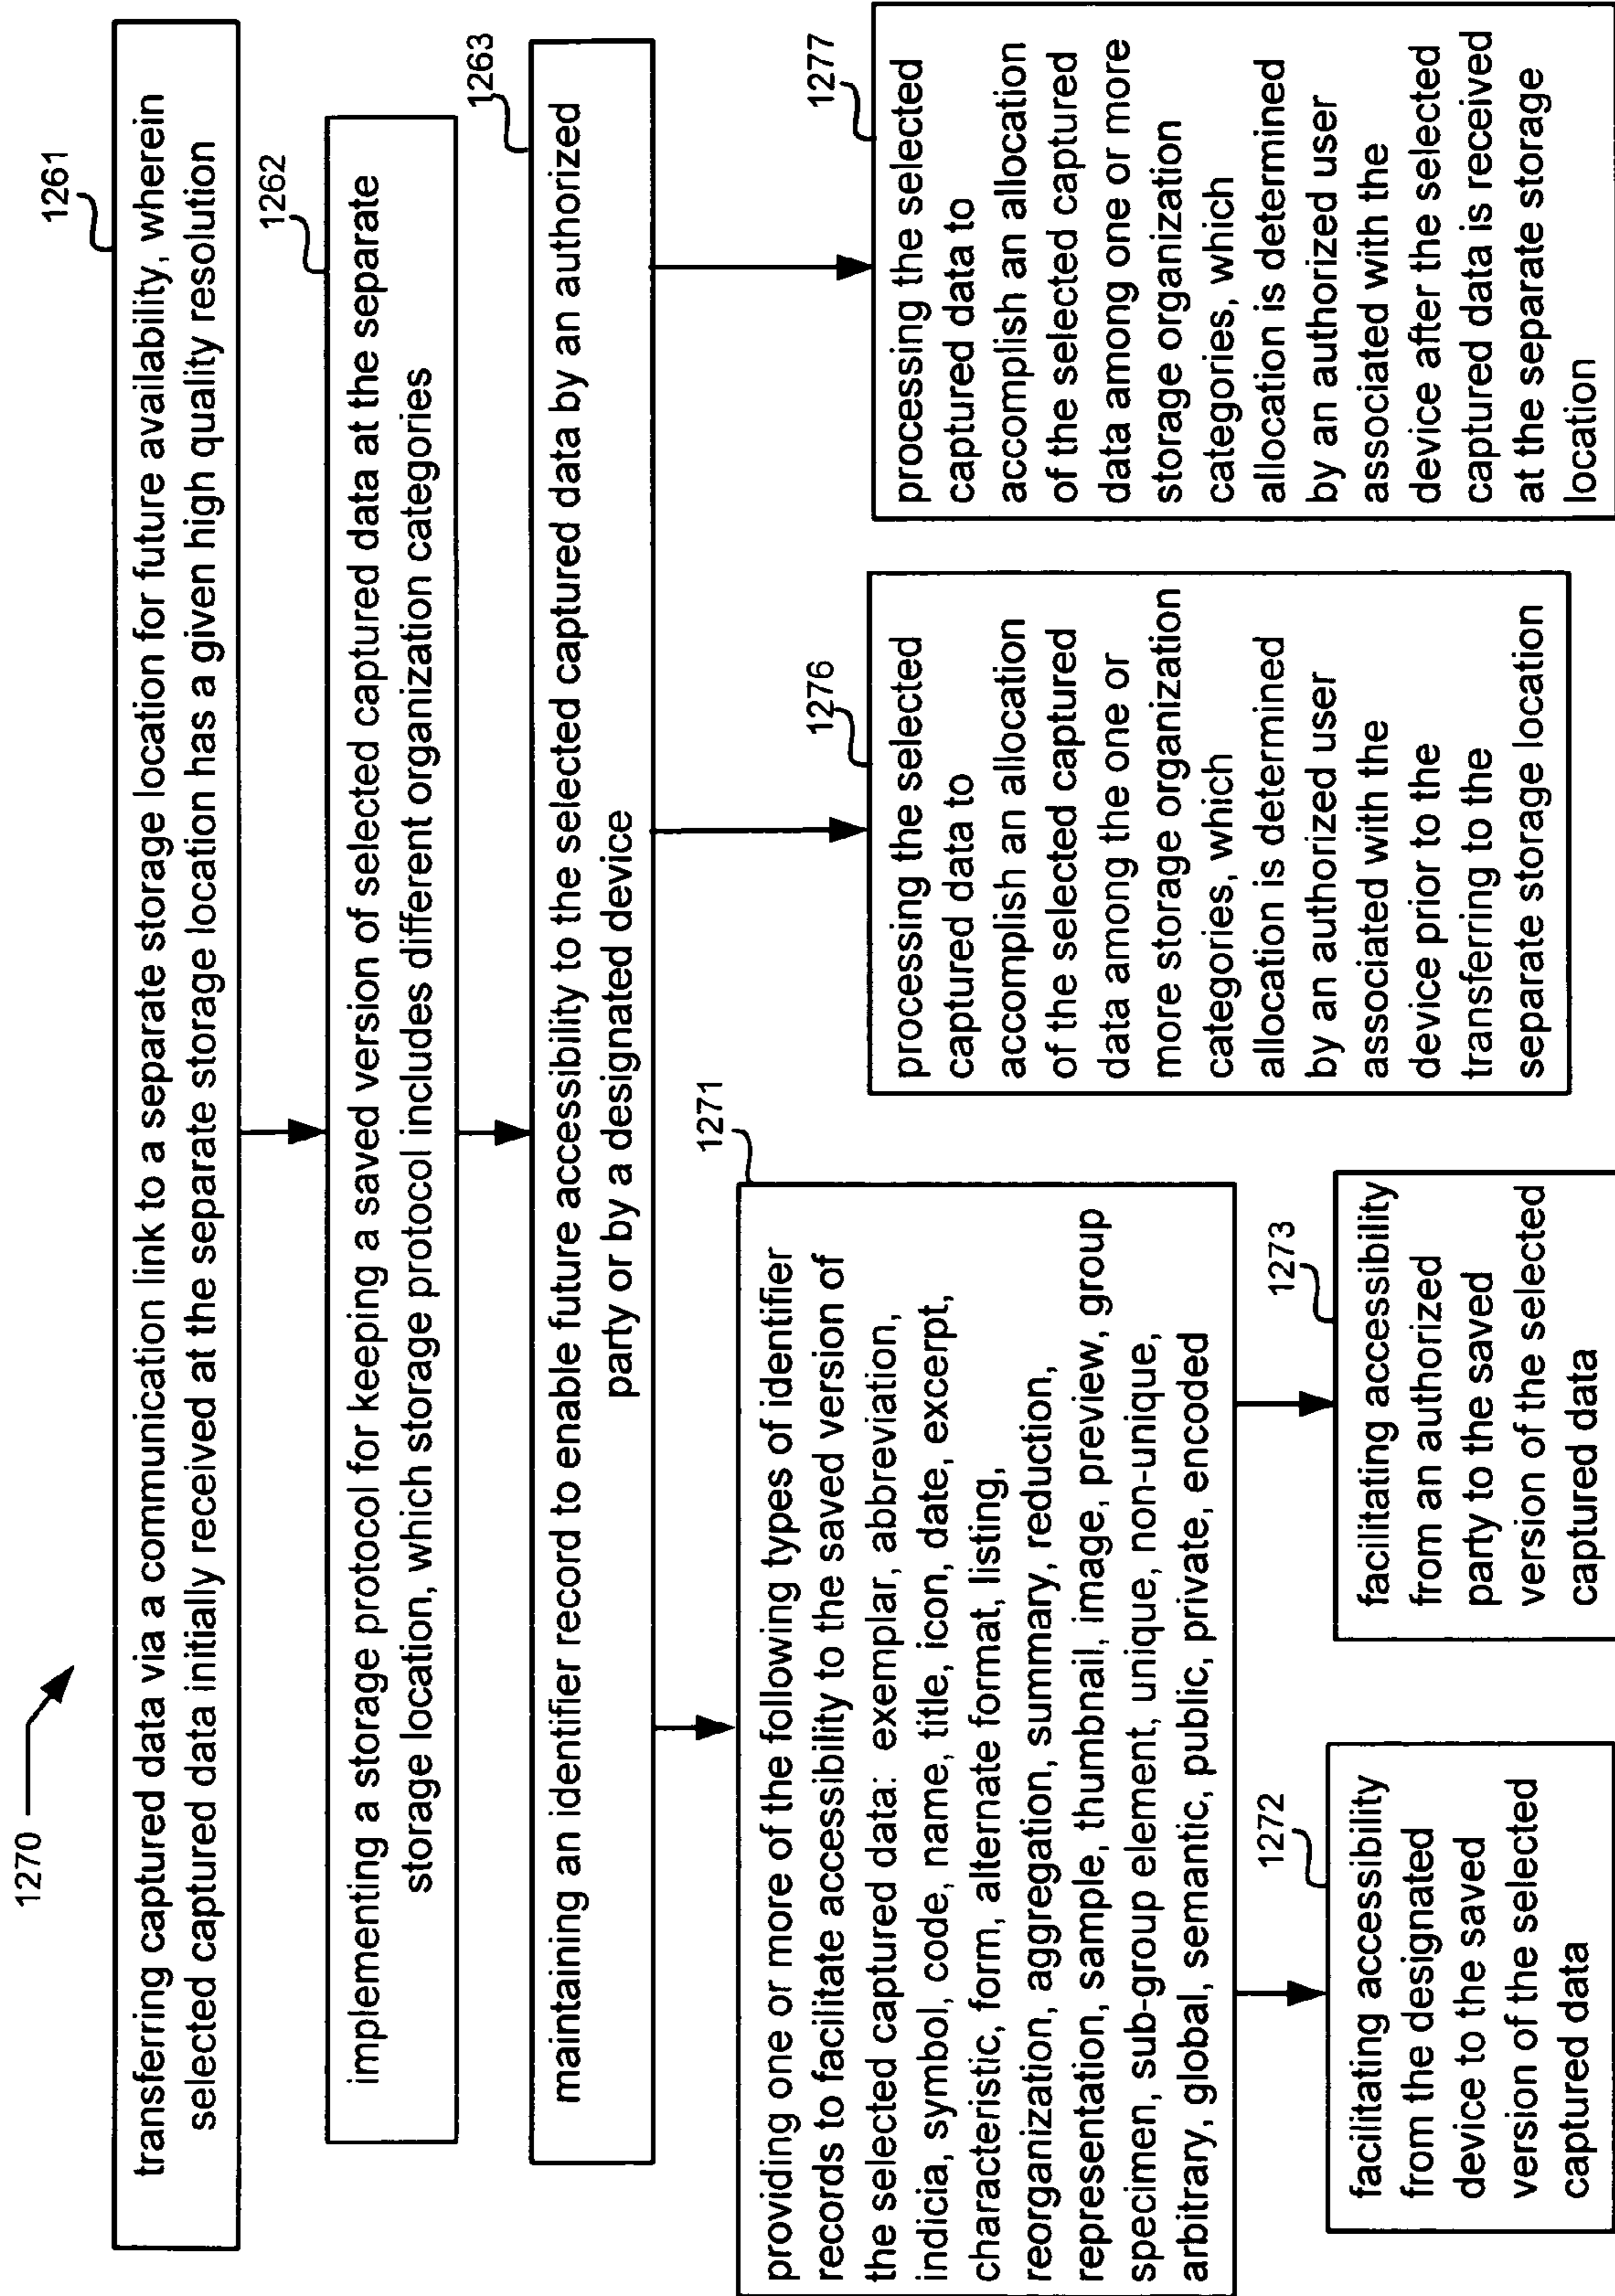 1270
1261
transferring captured data via a communication link to a separate storage location for future availability, wherein
selected captured data initially received at the separate storage location has a given high quality resolution
1262
implementing a storage protocol for keeping a saved version of selected captured data at the separate
storage location, which storage protocol includes different organization categories
1263
maintaining an identifier record to enable future accessibility to the selected captured data by an authorized
party or by a designated device
1271
providing one or more of the following types of identifier
records to facilitate accessibility to the saved version of
the selected captured data: exemplar, abbreviation,
indicia, symbol, code, name, title, icon, date, excerpt,
characteristic, form, alternate format, listing,
reorganization, aggregation, summary, reduction,
representation, sample, thumbnail, image, preview, group
specimen, sub-group element, unique, non-unique,
arbitrary, global, semantic, public, private, encoded
1272
facilitating accessibility
from the designated
device to the saved
version of the selected
captured data
1273
facilitating accessibility
from an authorized
party to the saved
version of the selected
captured data
1276
processing the selected
captured data to
accomplish an allocation
of the selected captured
data among the one or
more storage organization
categories, which
allocation is determined
by an authorized user
associated with the
device prior to the
transferring to the
separate storage location
1277
processing the selected
captured data to
accomplish an allocation
of the selected captured
data among one or more
storage organization
categories, which
allocation is determined
by an authorized user
associated with the
device after the selected
captured data is received
at the separate storage
location